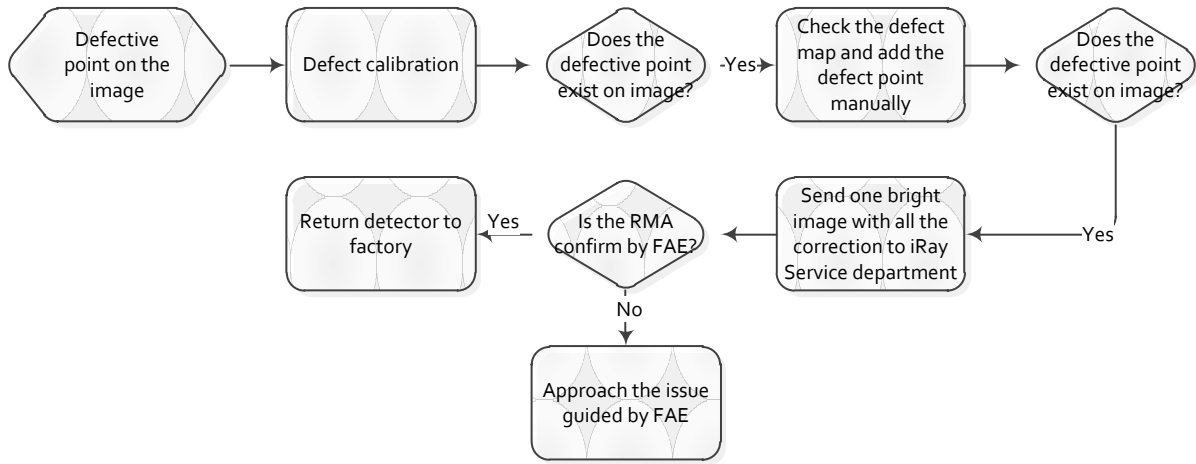 Defective
point on the
image
Defect calibration
Does the
defective point
exist on image?
Yes
Check the defect
map and add the
defect point
manually
Does the
defective point
exist on image?
Yes
Send one bright
image with all the
correction to iRay
Service department
Is the RMA
confirm by FAE?
Yes
Return detector to
factory
No
Approach the issue
guided by FAE